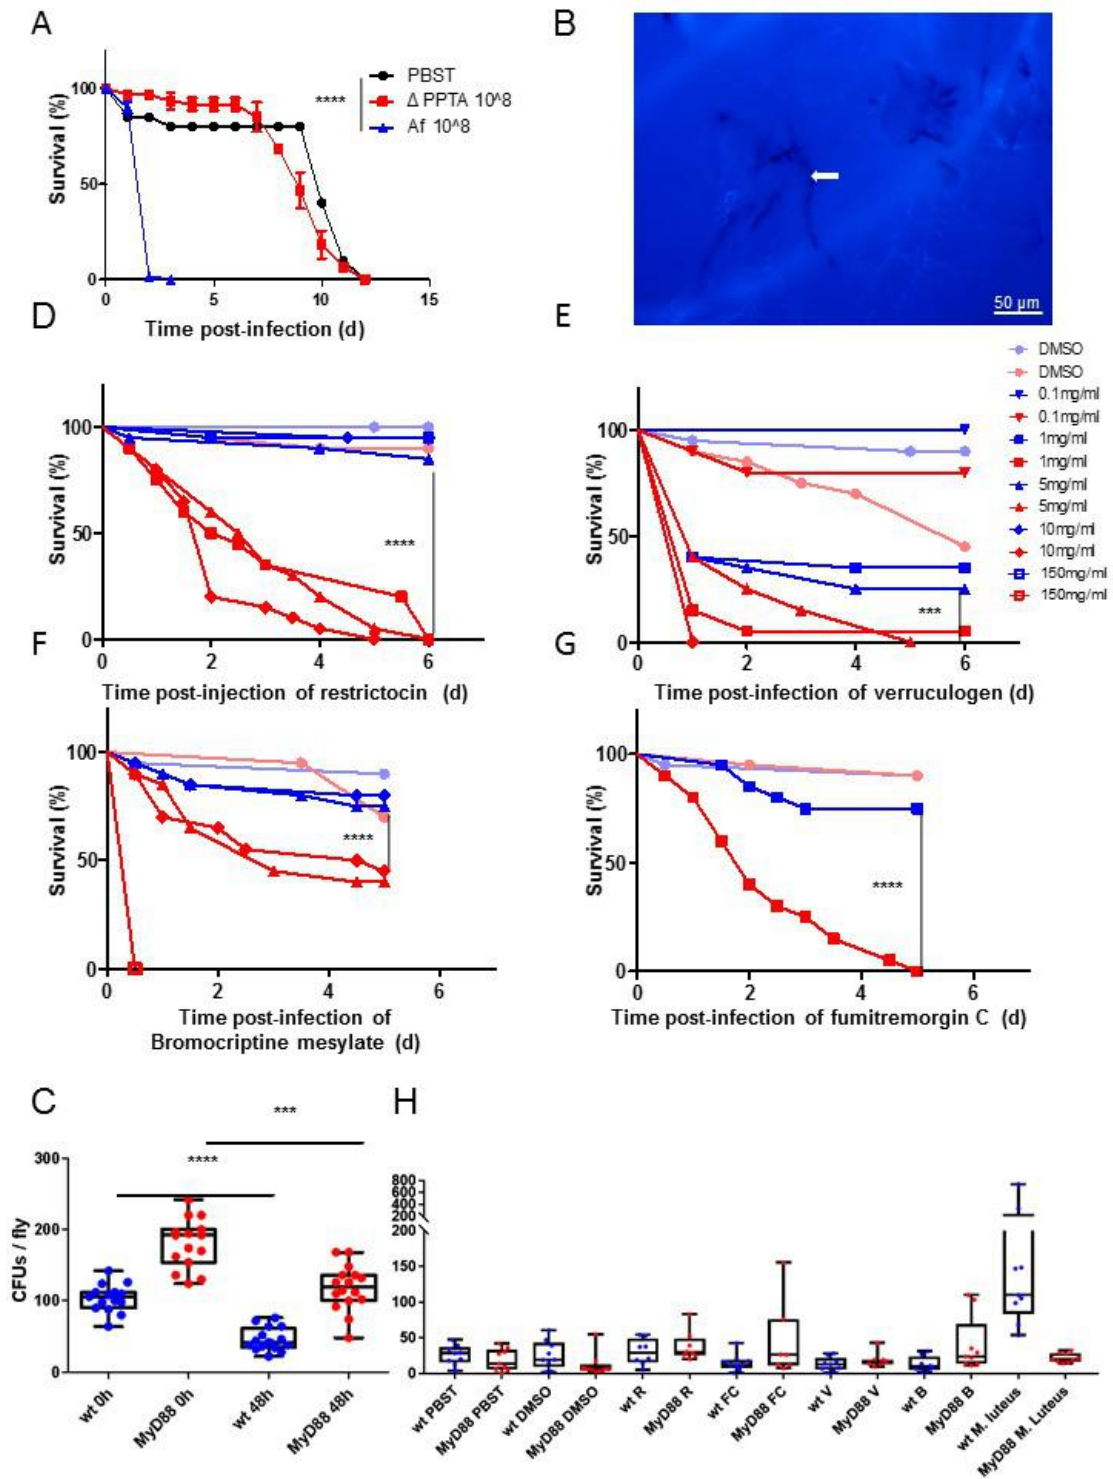 A
B
Survival (%)
100
50
0
0
5
10
15
Time post-infection (d)
****
PBST
Δ PPTA 10^8
Af 10^8
50 µm
D
E
Survival (%)
100
50
0
0
2
4
6
****
Time post-injection of restrictocin (d)
Survival (%)
100
50
0
0
2
4
6
***
Time post-infection of verruculogen (d)
DMSO
DMSO
0.1mg/ml
0.1mg/ml
1mg/ml
1mg/ml
5mg/ml
5mg/ml
10mg/ml
10mg/ml
150mg/ml
150mg/ml
F
G
Survival (%)
100
50
0
0
2
4
6
****
Time post-infection of
Bromocriptine mesylate (d)
Survival (%)
100
50
0
0
2
4
6
****
Time post-infection of fumitremorgin C (d)
C
H
***
****
CFUs / fly
300
200
100
0
wt 0h
MyD88 0h
wt 48h
MyD88 48h
800
600
400
200
200
150
100
50
0
wt PBST
MyD88 PBST
wt DMSO
MyD88 DMSO
wt R
MyD88 R
wt FC
MyD88 FC
wt V
MyD88 V
wt B
MyD88 B
wt M. luteus
MyD88 M. Luteus